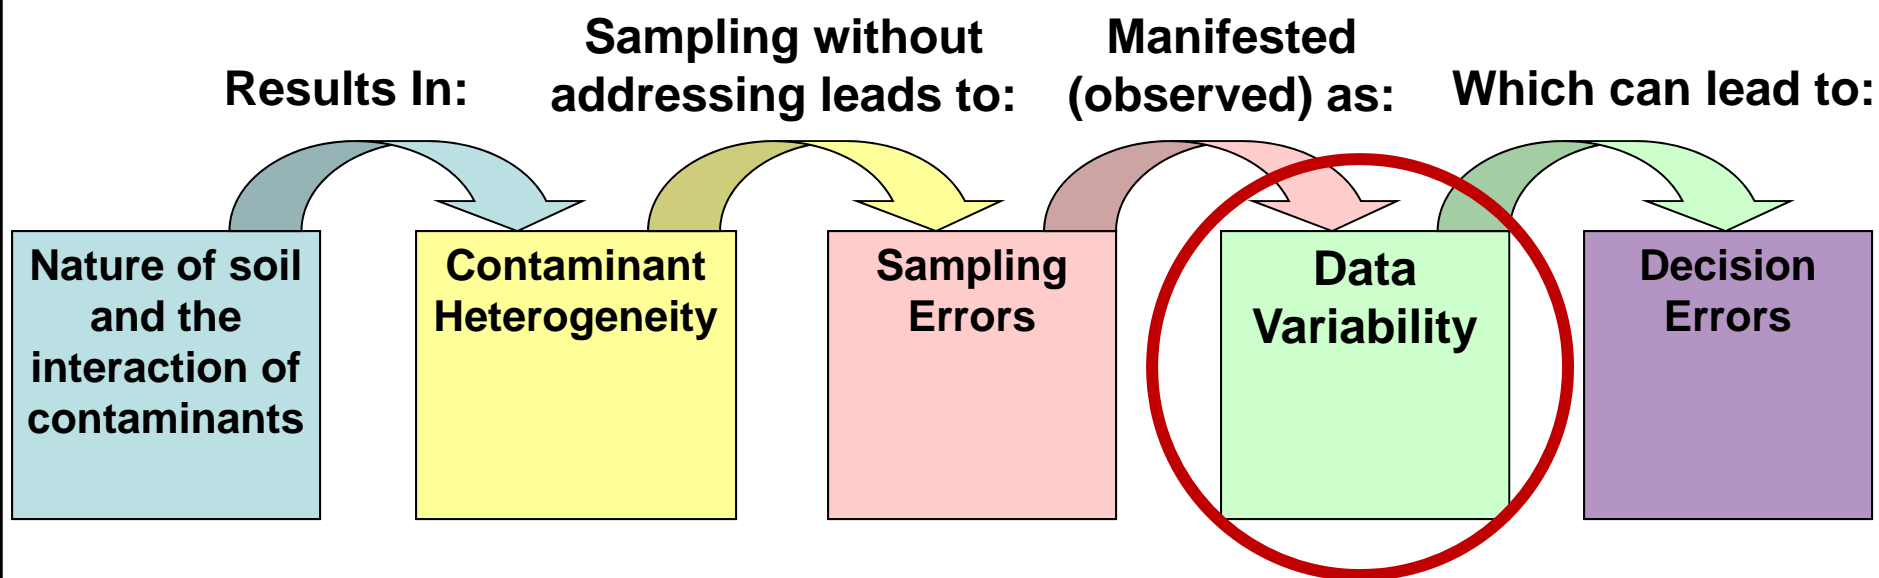 Results In:
Sampling without
addressing leads to:
Manifested
(observed) as:
Which can lead to:
Nature of soil
and the
interaction of
contaminants
Contaminant
Heterogeneity
Sampling
Errors
Data
Variability
Decision
Errors